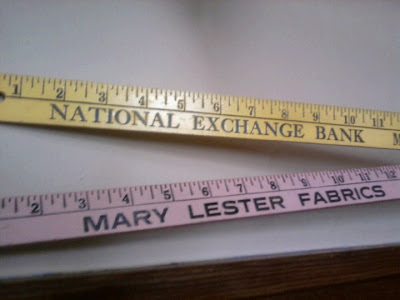 1 2 3 4 5 6 7 8 9 10 11
NATIONAL EXCHANGE BANK
2 3 4 5 6 7 8 9 10 11 12
MARY LESTER FABRICS